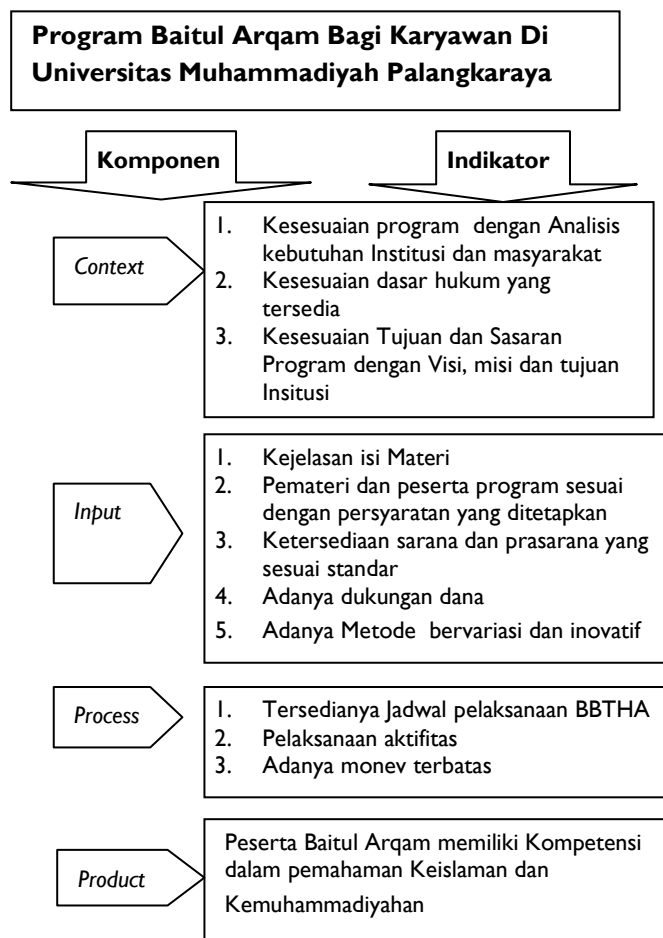 Program Baitul Arqam Bagi Karyawan Di
Universitas Muhammadiyah Palangkaraya
Komponen
Indikator
Context
1. Kesesuaian program dengan Analisis
kebutuhan Institusi dan masyarakat
2. Kesesuaian dasar hukum yang
tersedia
3. Kesesuaian Tujuan dan Sasaran
Program dengan Visi, misi dan tujuan
Insitusi
Input
1. Kejelasan isi Materi
2. Pemateri dan peserta program sesuai
dengan persyaratan yang ditetapkan
3. Ketersediaan sarana dan prasarana yang
sesuai standar
4. Adanya dukungan dana
5. Adanya Metode bervariasi dan inovatif
Process
1. Tersedianya Jadwal pelaksanaan BBTHA
2. Pelaksanaan aktifitas
3. Adanya monev terbatas
Product
Peserta Baitul Arqam memiliki Kompetensi
dalam pemahaman Keislaman dan
Kemuhammadiyahan